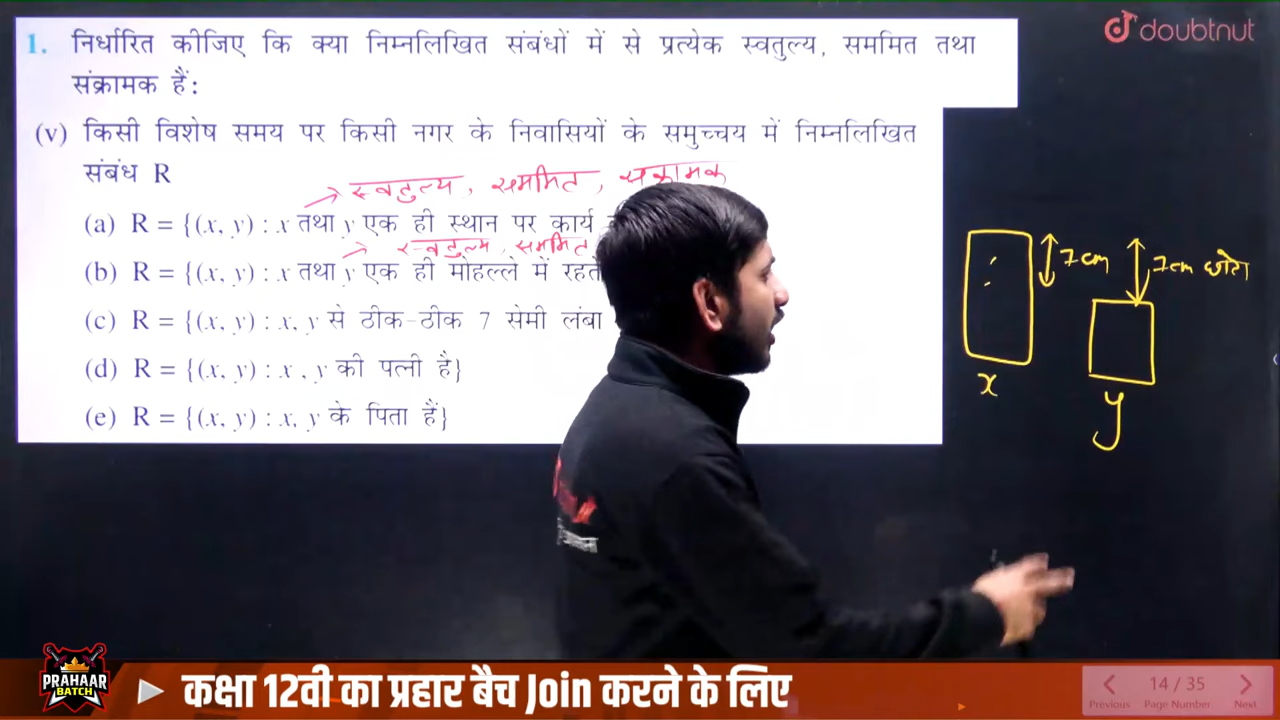 doubtnut
1. निर्धारित कीजिए कि क्या निम्नलिखित संबंधों में से प्रत्येक स्वतुल्य, सममित तथा
संक्रामक हैं:
(v) किसी विशेष समय पर किसी नगर के निवासियों के समुच्चय में निम्नलिखित
संबंध R
→ स्वतुल्य, सममित, संक्रामक
(a) R = {(x, y) : x तथा y एक ही स्थान पर कार्य
→ स्वतुल्य, सममित
(b) R = {(x, y) : x तथा y एक ही मोहल्ले में
(c) R = {(x, y) : x, y से ठीक-ठीक 7 सेमी लंबा
(d) R = {(x, y) : x , y की पत्नी है}
(e) R = {(x, y) : x, y के पिता हैं}
7cm
7cm छोटा
x
y
PRAHAAR
BATCH
कक्षा 12वी का प्रहार बैच Join करने के लिए
14 / 35
Previous Page Number Next